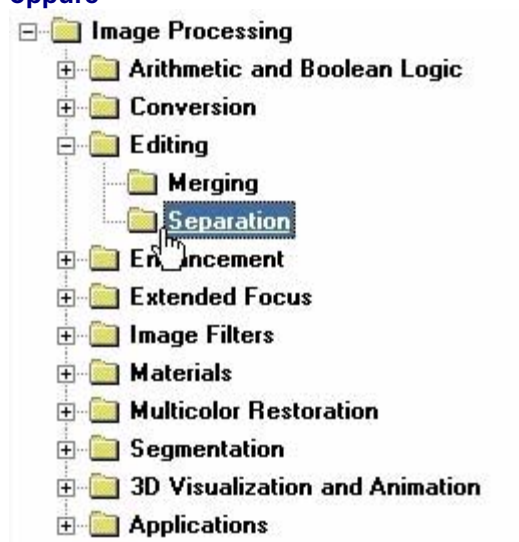 oppure
Image Processing
Arithmetic and Boolean Logic
Conversion
Editing
Merging
Separation
Enhancement
Extended Focus
Image Filters
Materials
Multicolor Restoration
Segmentation
3D Visualization and Animation
Applications